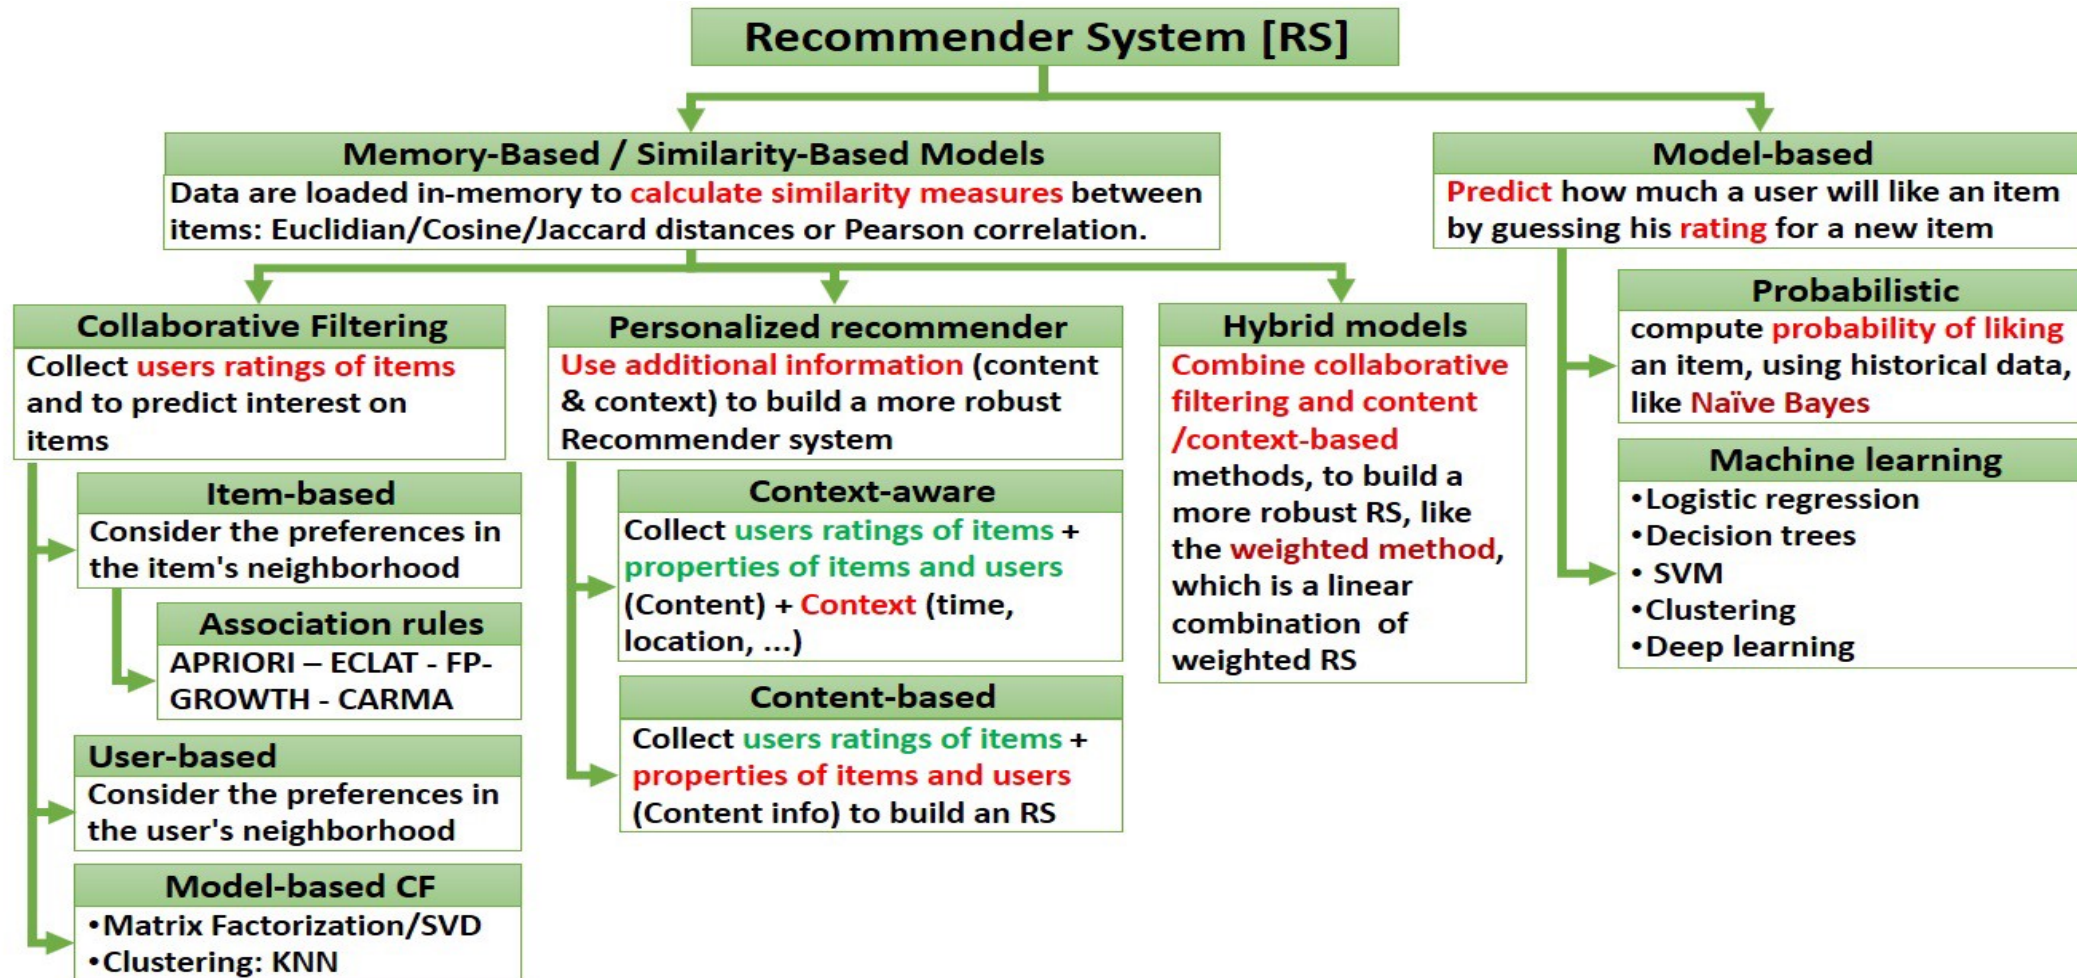 Recommender System [RS]
Memory-Based / Similarity-Based Models
Data are loaded in-memory to calculate similarity measures between
items: Euclidian/Cosine/Jaccard distances or Pearson correlation.
Collaborative Filtering
Collect users ratings of items
and to predict interest on
items
Item-based
Consider the preferences in
the item's neighborhood
Association rules
APRIORI – ECLAT - FP-
GROWTH - CARMA
User-based
Consider the preferences in
the user's neighborhood
Model-based CF
•Matrix Factorization/SVD
•Clustering: KNN
Personalized recommender
Use additional information (content
& context) to build a more robust
Recommender system
Context-aware
Collect users ratings of items +
properties of items and users
(Content) + Context (time,
location, ...)
Content-based
Collect users ratings of items +
properties of items and users
(Content info) to build an RS
Hybrid models
Combine collaborative
filtering and content
/context-based
methods, to build a
more robust RS, like
the weighted method,
which is a linear
combination of
weighted RS
Model-based
Predict how much a user will like an item
by guessing his rating for a new item
Probabilistic
compute probability of liking
an item, using historical data,
like Naïve Bayes
Machine learning
•Logistic regression
•Decision trees
• SVM
•Clustering
•Deep learning